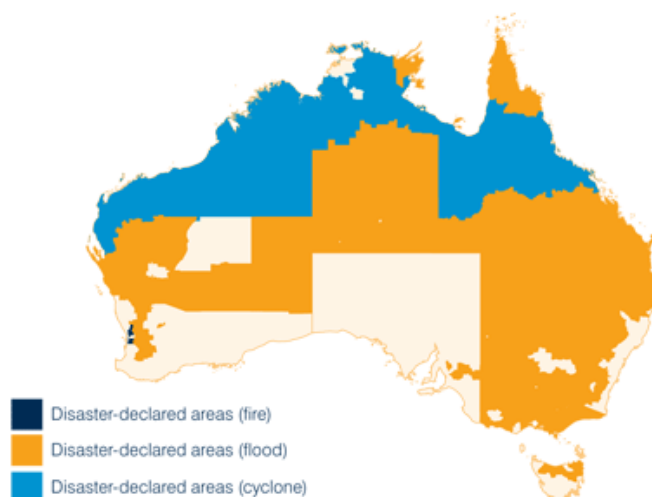 Disaster-declared areas (fire)
Disaster-declared areas (flood)
Disaster-declared areas (cyclone)